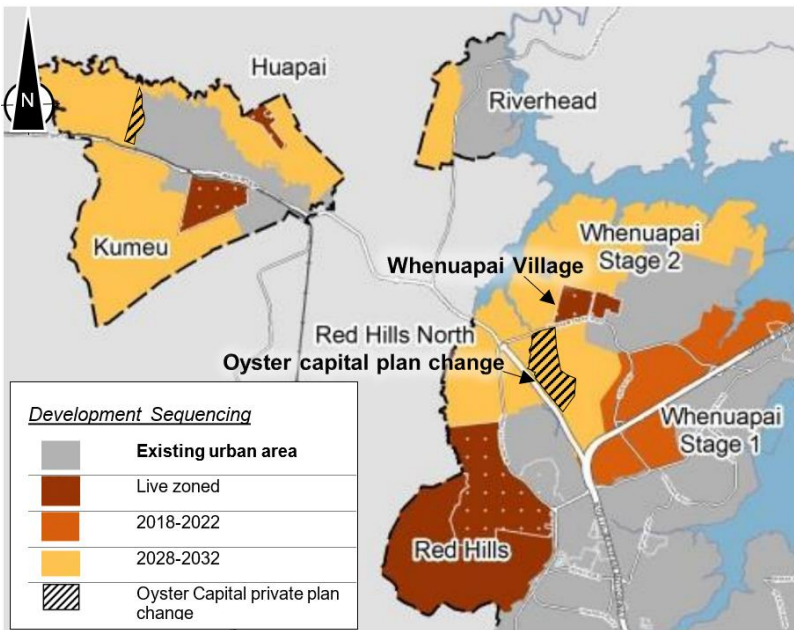 Huapai
N
Riverhead
Kumeu
Whenuapai
Stage 2
Whenuapai Village
Red Hills North
Oyster capital plan change
Whenuapai
Stage 1
Red Hills
Development Sequencing
Existing urban area
Live zoned
2018-2022
2028-2032
Oyster Capital private plan
change